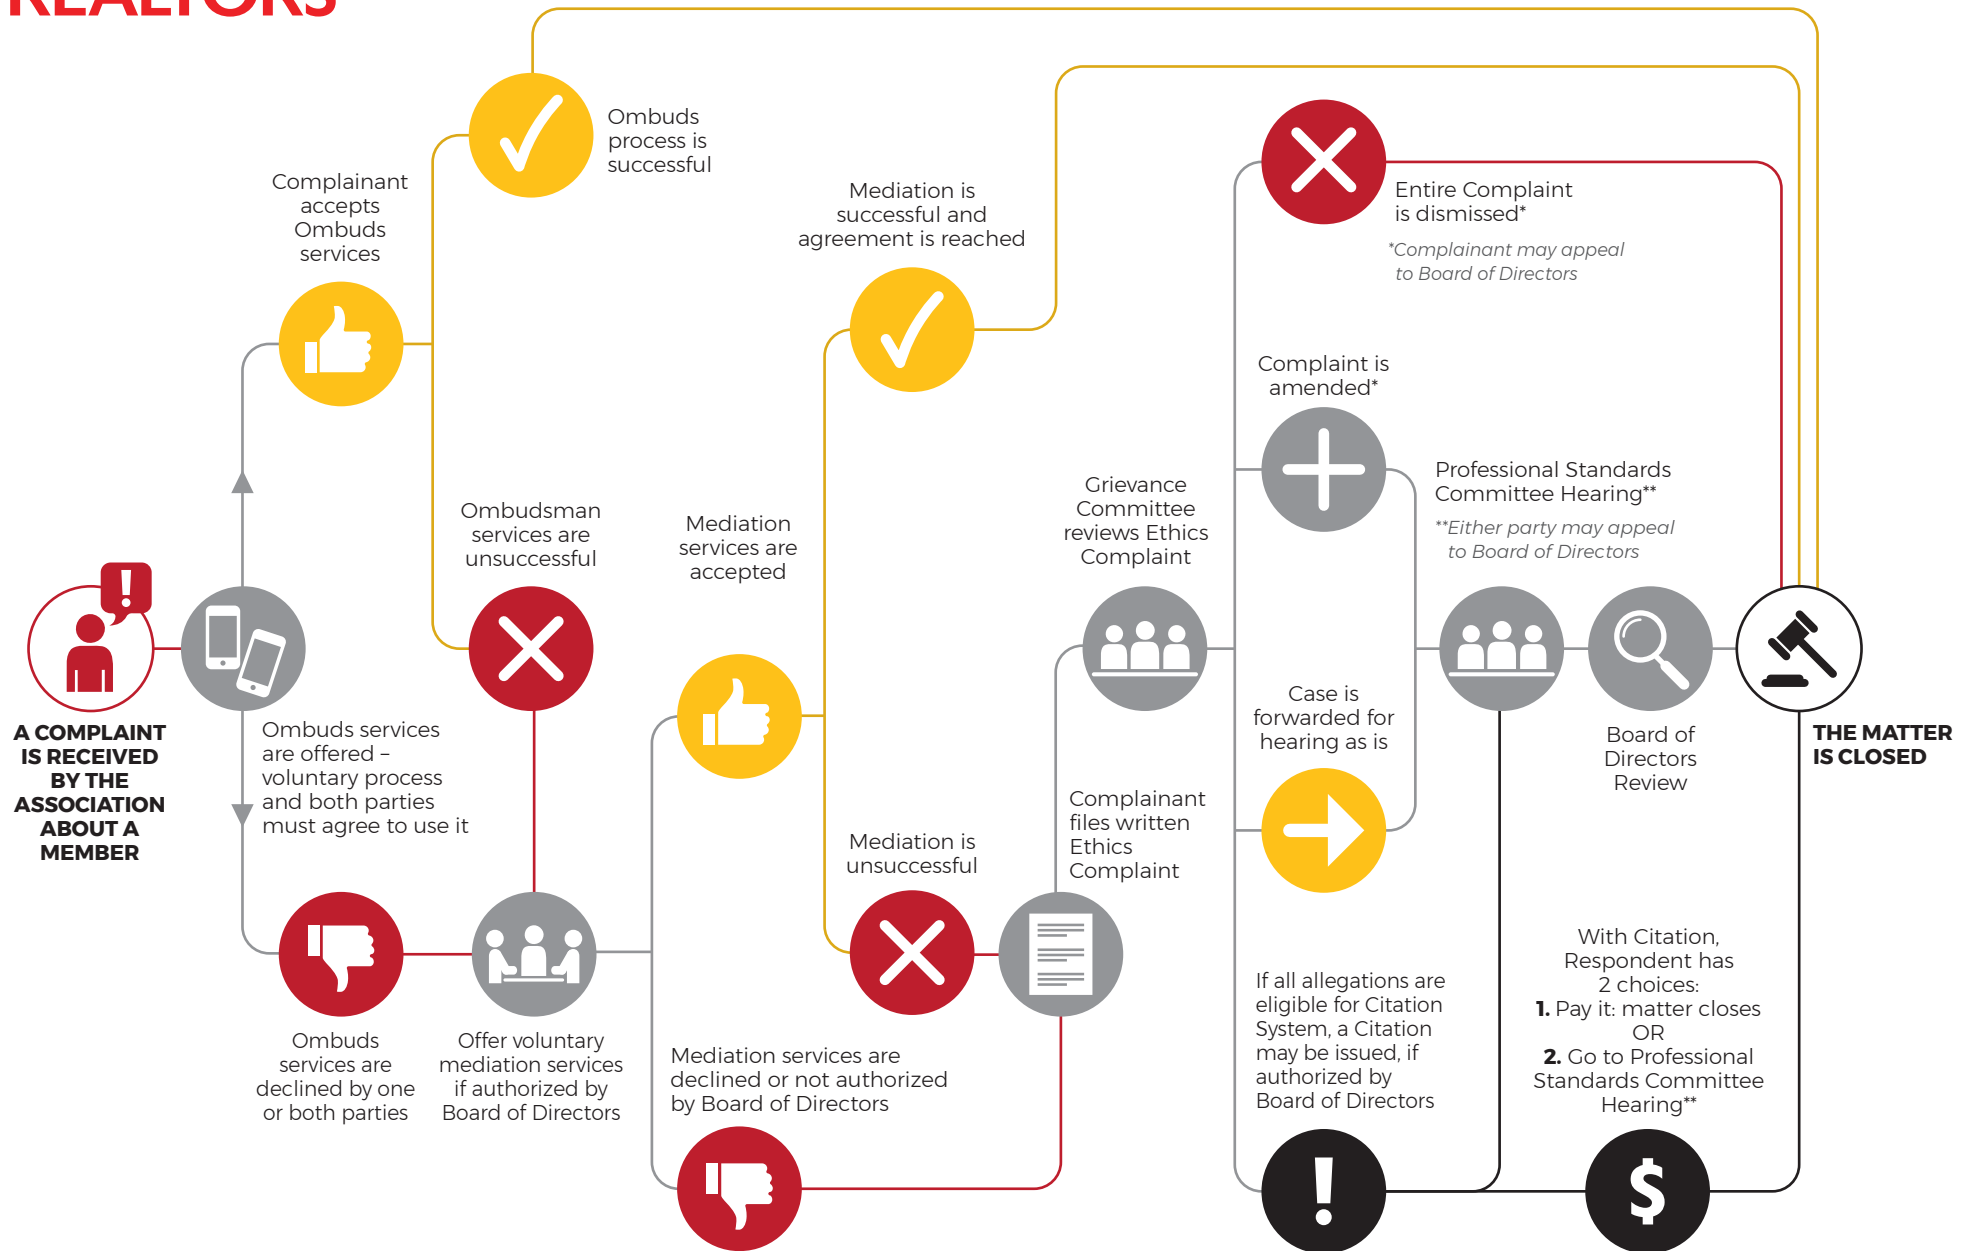 REALTORS
Ombuds
process is
successful
Complainant
accepts
Ombuds
services
Mediation is
successful and
agreement is reached
Entire Complaint
is dismissed*
*Complainant may appeal
to Board of Directors
Complaint is
amended*
Professional Standards
Committee Hearing**
**Either party may appeal
to Board of Directors
Grievance
Committee
reviews Ethics
Complaint
Ombudsman
services are
unsuccessful
Mediation
services are
accepted
A COMPLAINT
IS RECEIVED
BY THE
ASSOCIATION
ABOUT A
MEMBER
Ombuds services
are offered –
voluntary process
and both parties
must agree to use it
Case is
forwarded for
hearing as is
Board of
Directors
Review
THE MATTER
IS CLOSED
Complainant
files written
Ethics
Complaint
Mediation is
unsuccessful
Ombuds
services are
declined by one
or both parties
Offer voluntary
mediation services
if authorized by
Board of Directors
Mediation services are
declined or not authorized
by Board of Directors
If all allegations are
eligible for Citation
System, a Citation
may be issued, if
authorized by
Board of Directors
With Citation,
Respondent has
2 choices:
1. Pay it: matter closes
OR
2. Go to Professional
Standards Committee
Hearing**
$